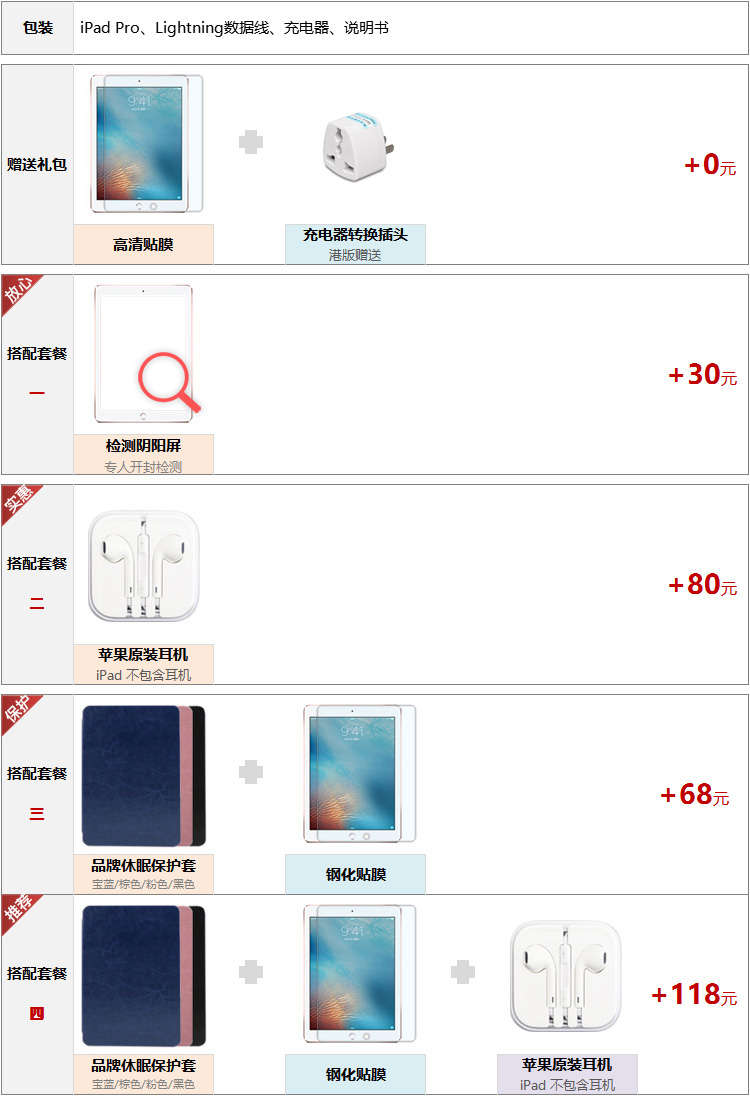 包装
iPad Pro、Lightning数据线、充电器、说明书
赠送礼包
9:41
高清贴膜
充电器转换插头
港版赠送
+0元
放心
搭配套餐
一
检测阴阳屏
专人开封检测
+30元
实惠
搭配套餐
二
苹果原装耳机
iPad 不包含耳机
+80元
保护
搭配套餐
三
9:41
品牌休眠保护套
宝蓝/棕色/粉色/黑色
钢化贴膜
+68元
推荐
搭配套餐
四
9:41
品牌休眠保护套
宝蓝/棕色/粉色/黑色
钢化贴膜
苹果原装耳机
iPad 不包含耳机
+118元